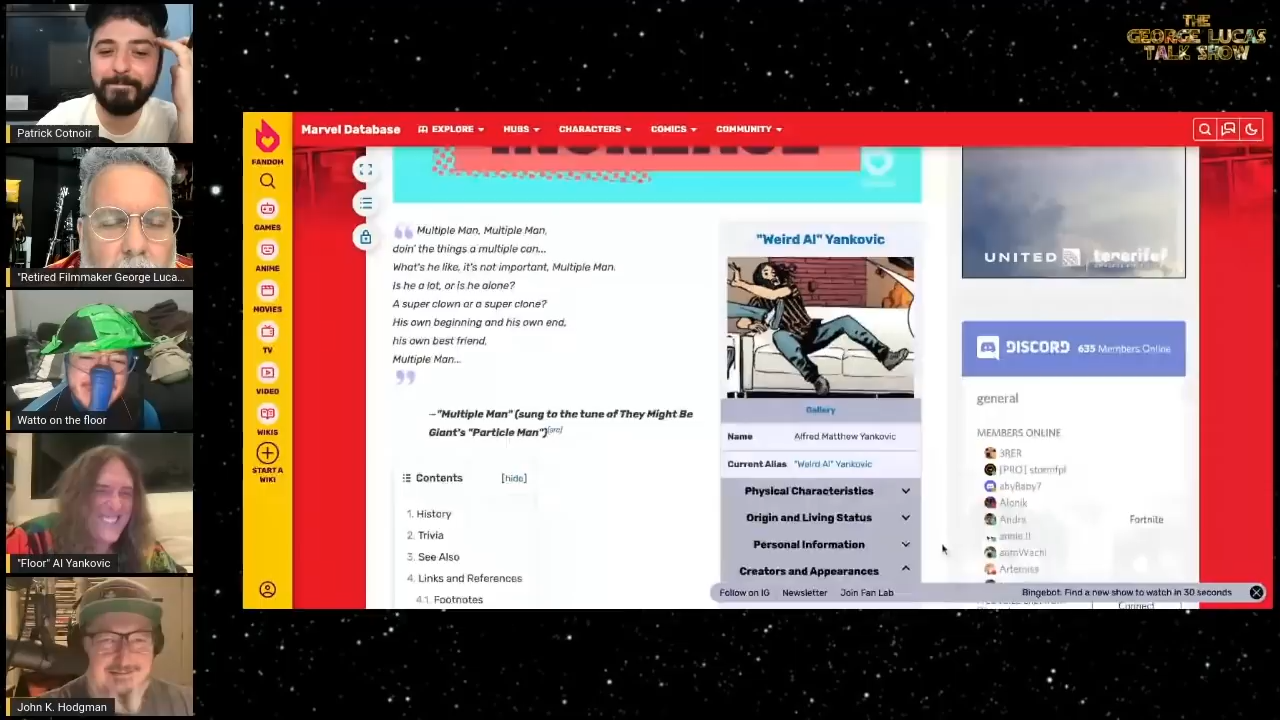 THE
GEORGE LUCAS
TALK SHOW
Patrick Cotnoir
"Retired Filmmaker George Luca...
Watto on the floor
"Floor" Al Yankovic
John K. Hodgman
FANDOM
GAMES
ANIME
MOVIES
TV
VIDEO
WIKIS
START A
WIKI
Marvel Database
EXPLORE
HUBS
CHARACTERS
COMICS
COMMUNITY
INCREASE
Multiple Man, Multiple Man,
doin' the things a multiple can...
What's he like, it's not important, Multiple Man.
Is he a lot, or is he alone?
A super clown or a super clone?
His own beginning and his own end,
his own best friend,
Multiple Man...
–"Multiple Man" (sung to the tune of They Might Be
Giant's "Particle Man")
Contents [hide]
1. History
2. Trivia
3. See Also
4. Links and References
4.1. Footnotes
"Weird Al" Yankovic
Gallery
Name Alfred Matthew Yankovic
Current Alias "Weird Al" Yankovic
Physical Characteristics
Origin and Living Status
Personal Information
Creators and Appearances
UNITED tenerife!
DISCORD 635 Members Online
general
MEMBERS ONLINE
3RER
[PRO] stormfpl
abyBaby7
Alonik
Andra Fortnite
Artemiss
Connect
Follow on IG Newsletter Join Fan Lab
Bingebot: Find a new show to watch in 30 seconds